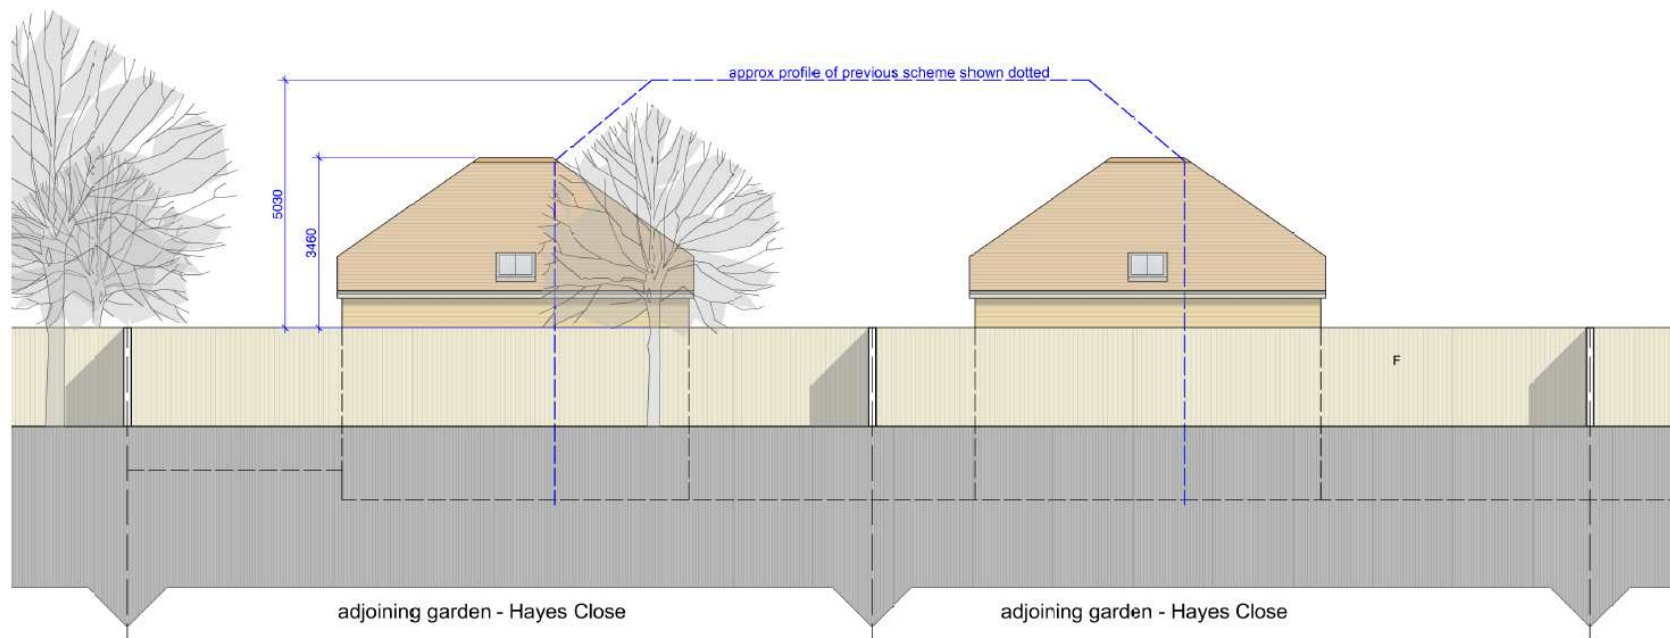 approx profile of previous scheme shown dotted
5030
3460
F
adjoining garden - Hayes Close
adjoining garden - Hayes Close